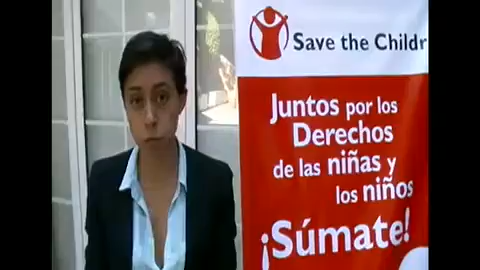 Save the Childr
Juntos por los
Derechos
de las niñas y
los niños
¡Súmate!